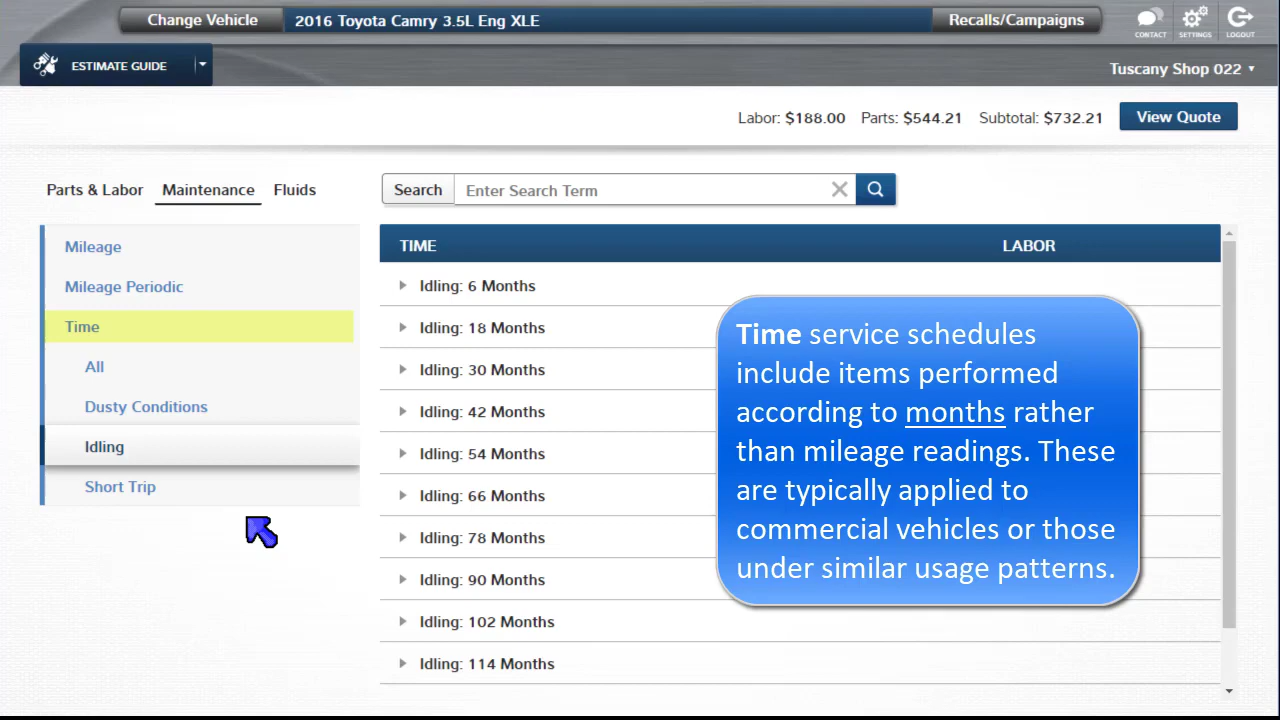 Change Vehicle 2016 Toyota Camry 3.5L Eng XLE Recalls/Campaigns
CONTACT SETTINGS LOGOUT
ESTIMATE GUIDE
Tuscany Shop 022
Labor: $188.00 Parts: $544.21 Subtotal: $732.21 View Quote
Parts & Labor Maintenance Fluids
Search Enter Search Term
Mileage
Mileage Periodic
Time
All
Dusty Conditions
Idling
Short Trip
TIME LABOR
Idling: 6 Months
Idling: 18 Months
Idling: 30 Months
Idling: 42 Months
Idling: 54 Months
Idling: 66 Months
Idling: 78 Months
Idling: 90 Months
Idling: 102 Months
Idling: 114 Months
Time service schedules
include items performed
according to months rather
than mileage readings. These
are typically applied to
commercial vehicles or those
under similar usage patterns.